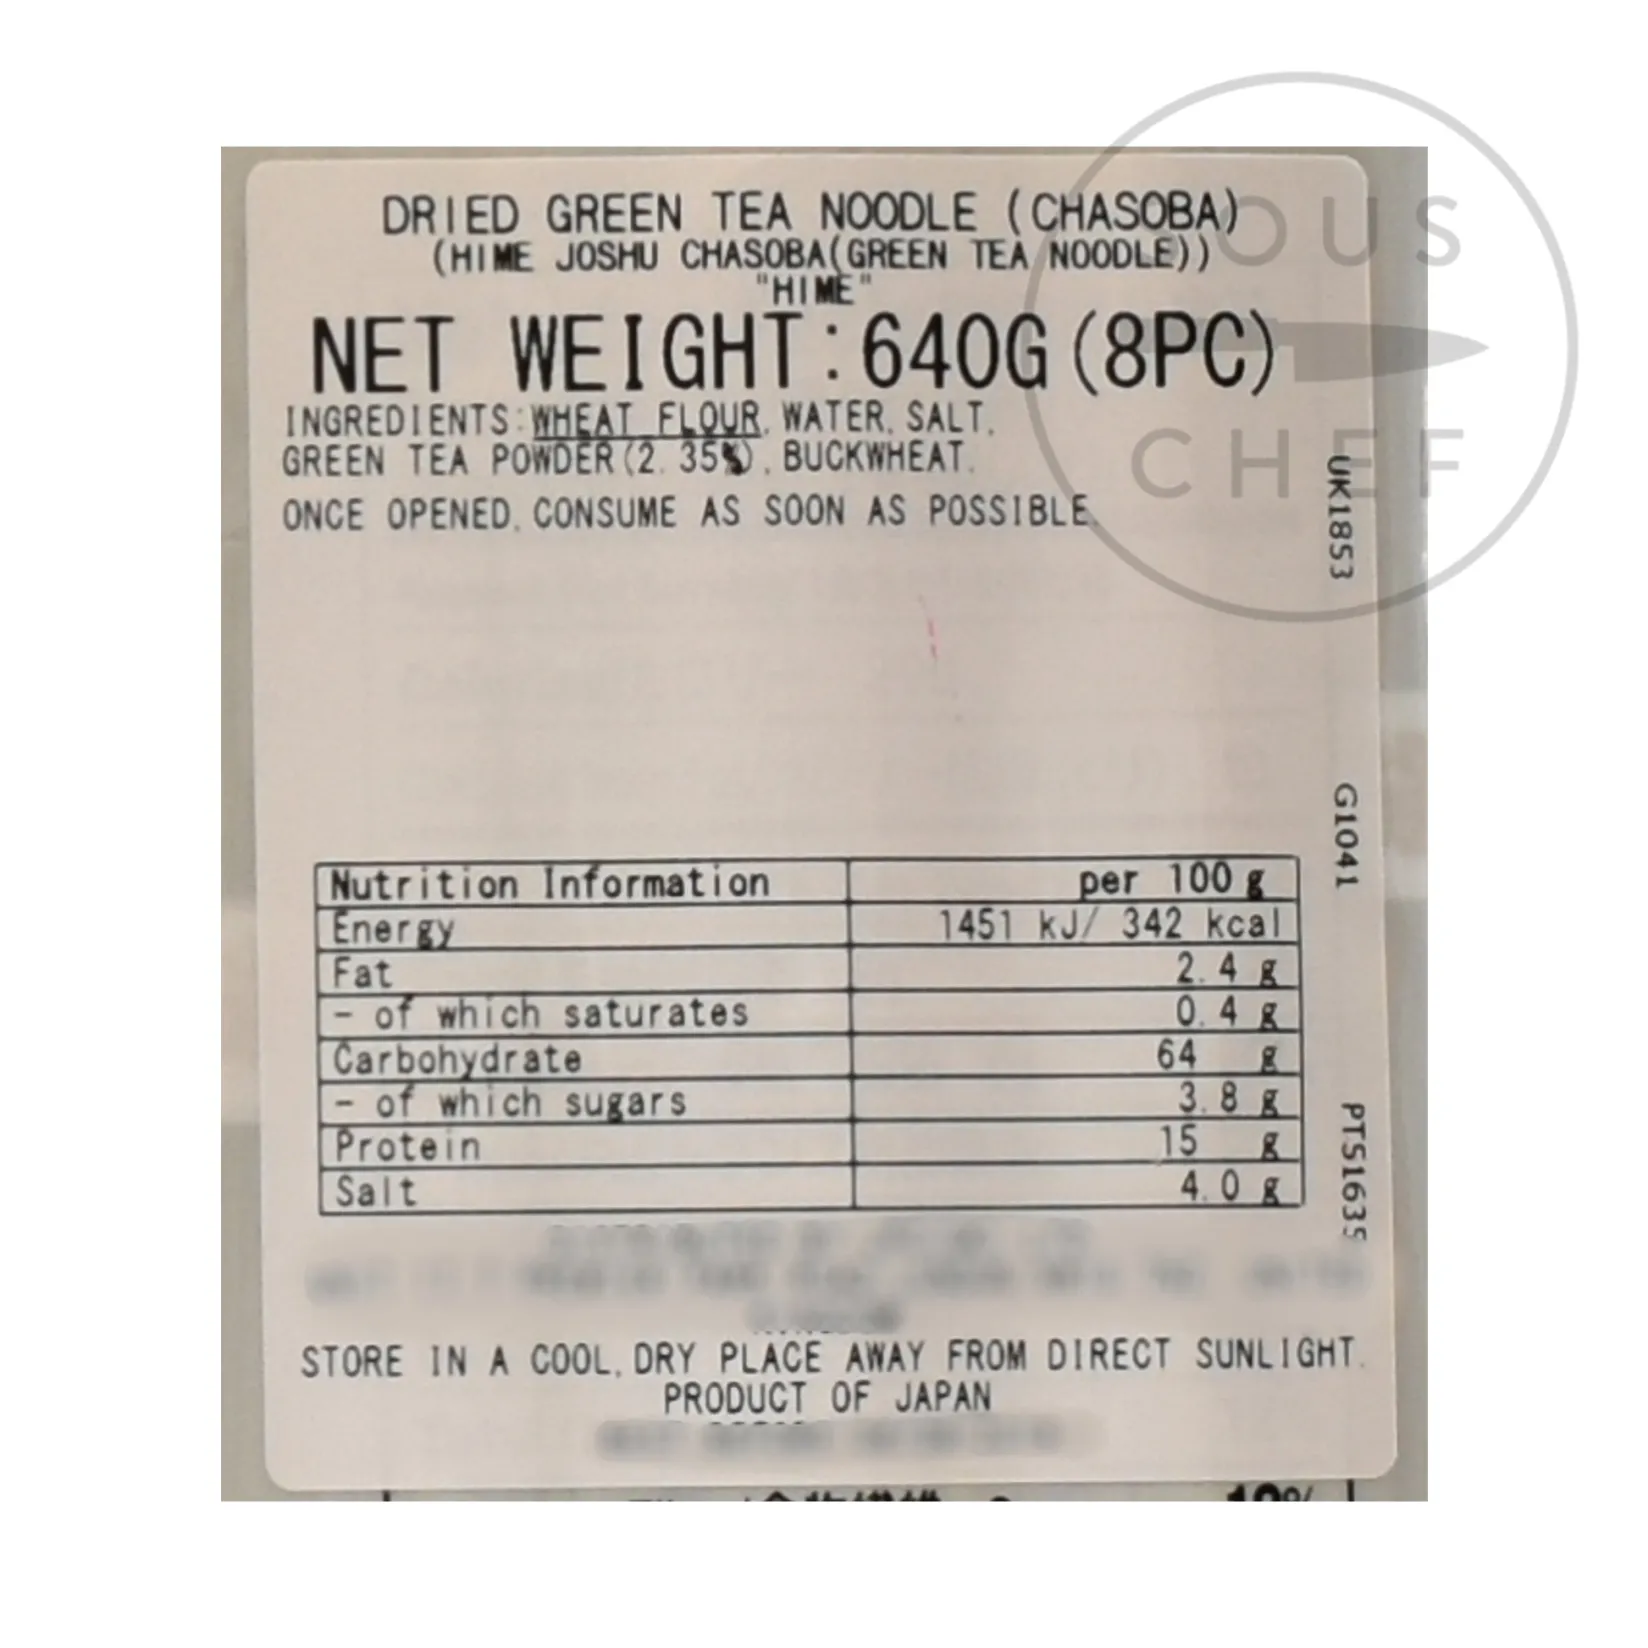 SOUS
CHEF
DRIED GREEN TEA NOODLE (CHASOBA)
(HIME JOSHU CHASOBA(GREEN TEA NOODLE))
"HIME"
NET WEIGHT:640G(8PC)
INGREDIENTS:WHEAT FLOUR, WATER, SALT,
GREEN TEA POWDER(2.35%), BUCKWHEAT.
ONCE OPENED, CONSUME AS SOON AS POSSIBLE.
UK1853
G1041
Nutrition Information per 100 g
Energy 1451 kJ/ 342 kcal
Fat 2.4 g
- of which saturates 0.4 g
Carbohydrate 64 g
- of which sugars 3.8 g
Protein 15 g
Salt 4.0 g
PT51635
STORE IN A COOL, DRY PLACE AWAY FROM DIRECT SUNLIGHT.
PRODUCT OF JAPAN